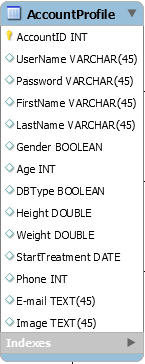 AccountProfile
AccountID INT
UserName VARCHAR(45)
Password VARCHAR(45)
FirstName VARCHAR(45)
LastName VARCHAR(45)
Gender BOOLEAN
Age INT
DBType BOOLEAN
Height DOUBLE
Weight DOUBLE
StartTreatment DATE
Phone INT
E-mail TEXT(45)
Image TEXT(45)
Indexes